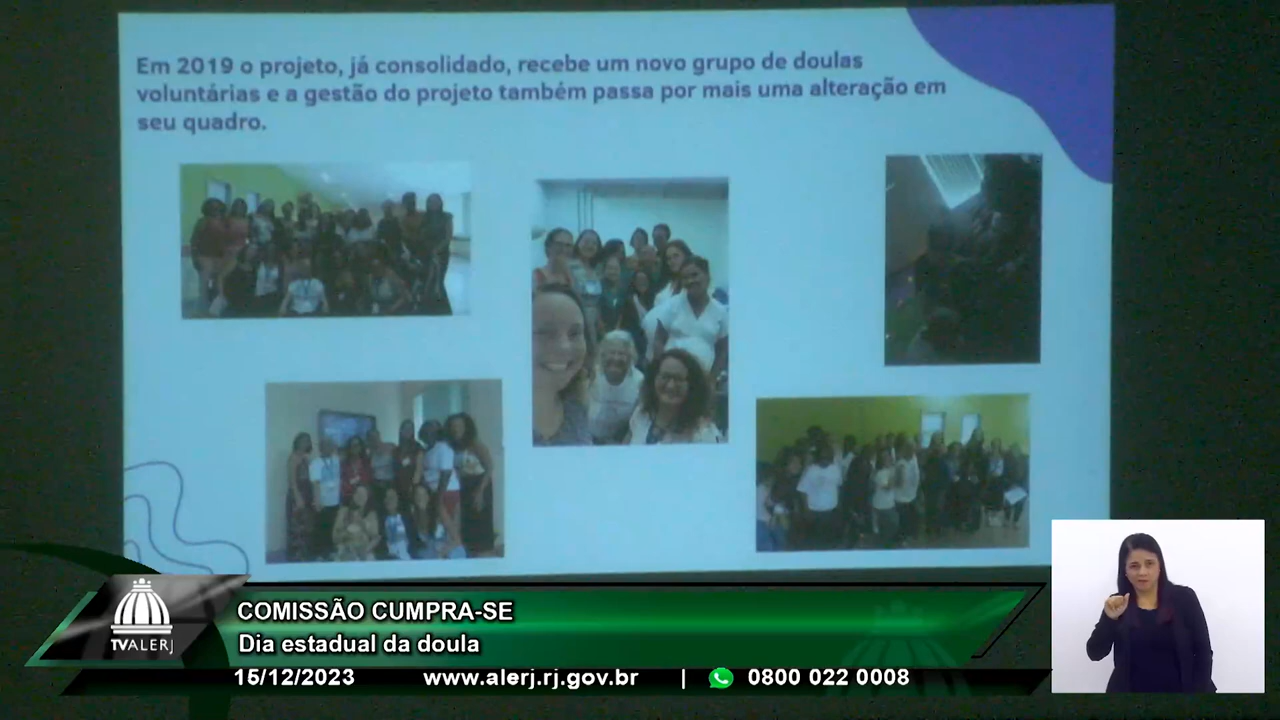 Em 2019 o projeto, já consolidado, recebe um novo grupo de doulas
voluntárias e a gestão do projeto também passa por mais uma alteração em
seu quadro.
COMISSÃO CUMPRA-SE
TVALERJ
Dia estadual da doula
15/12/2023 www.alerj.rj.gov.br | 0800 022 0008